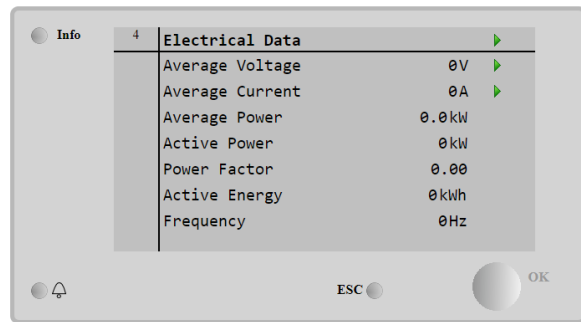 Info
4 Electrical Data
Average Voltage 0V
Average Current 0A
Average Power 0.0kW
Active Power 0kW
Power Factor 0.00
Active Energy 0kWh
Frequency 0Hz
ESC
OK